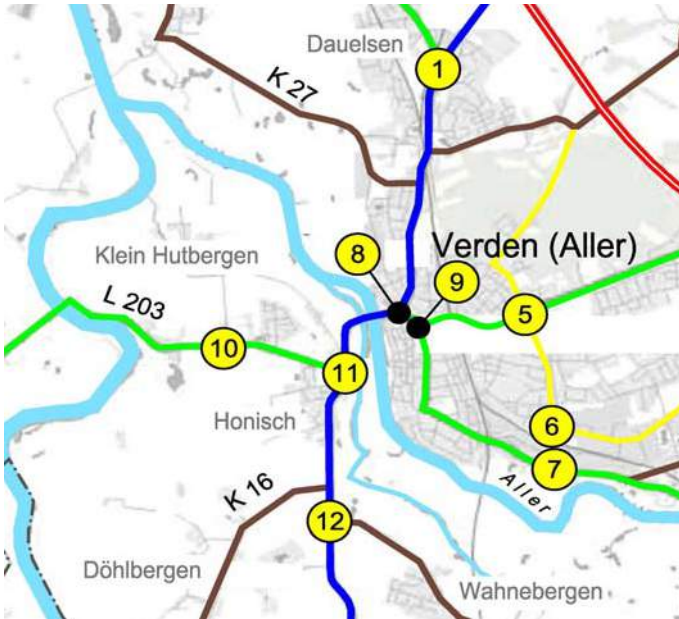 Dauelsen
1
K 27
Klein Hutbergen
8
Verden (Aller)
9
L 203
5
10
11
Honisch
6
7
Aller
K 16
12
Döhlbergen
Wahnebergen